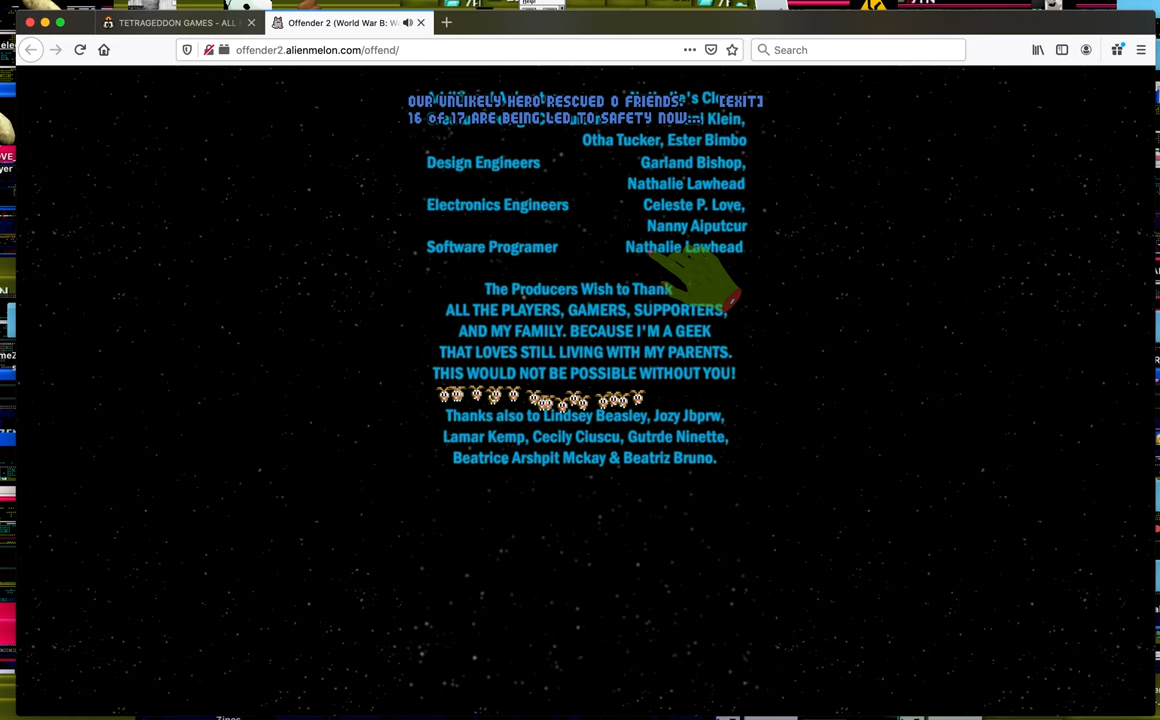 TETRAGEDDON GAMES - ALL
Offender 2 (World War B: W
offender2.alienmelon.com/offend/
Search
OUR UNLIKELY HERO RESCUED 0 FRIENDS. [EXIT]
16 of 17 ARE BEING LED TO SAFETY NOW...
Klein,
Otha Tucker, Ester Bimbo
Design Engineers Garland Bishop,
Nathalie Lawhead
Electronics Engineers Celeste P. Love,
Nanny Aiputcur
Software Programer Nathalie Lawhead
The Producers Wish to Thank
ALL THE PLAYERS, GAMERS, SUPPORTERS,
AND MY FAMILY. BECAUSE I'M A GEEK
THAT LOVES STILL LIVING WITH MY PARENTS.
THIS WOULD NOT BE POSSIBLE WITHOUT YOU!
Thanks also to Lindsey Beasley, Jozy Jbprw,
Lamar Kemp, Cecily Ciuscu, Gutrde Ninette,
Beatrice Arshpit Mckay & Beatriz Bruno.